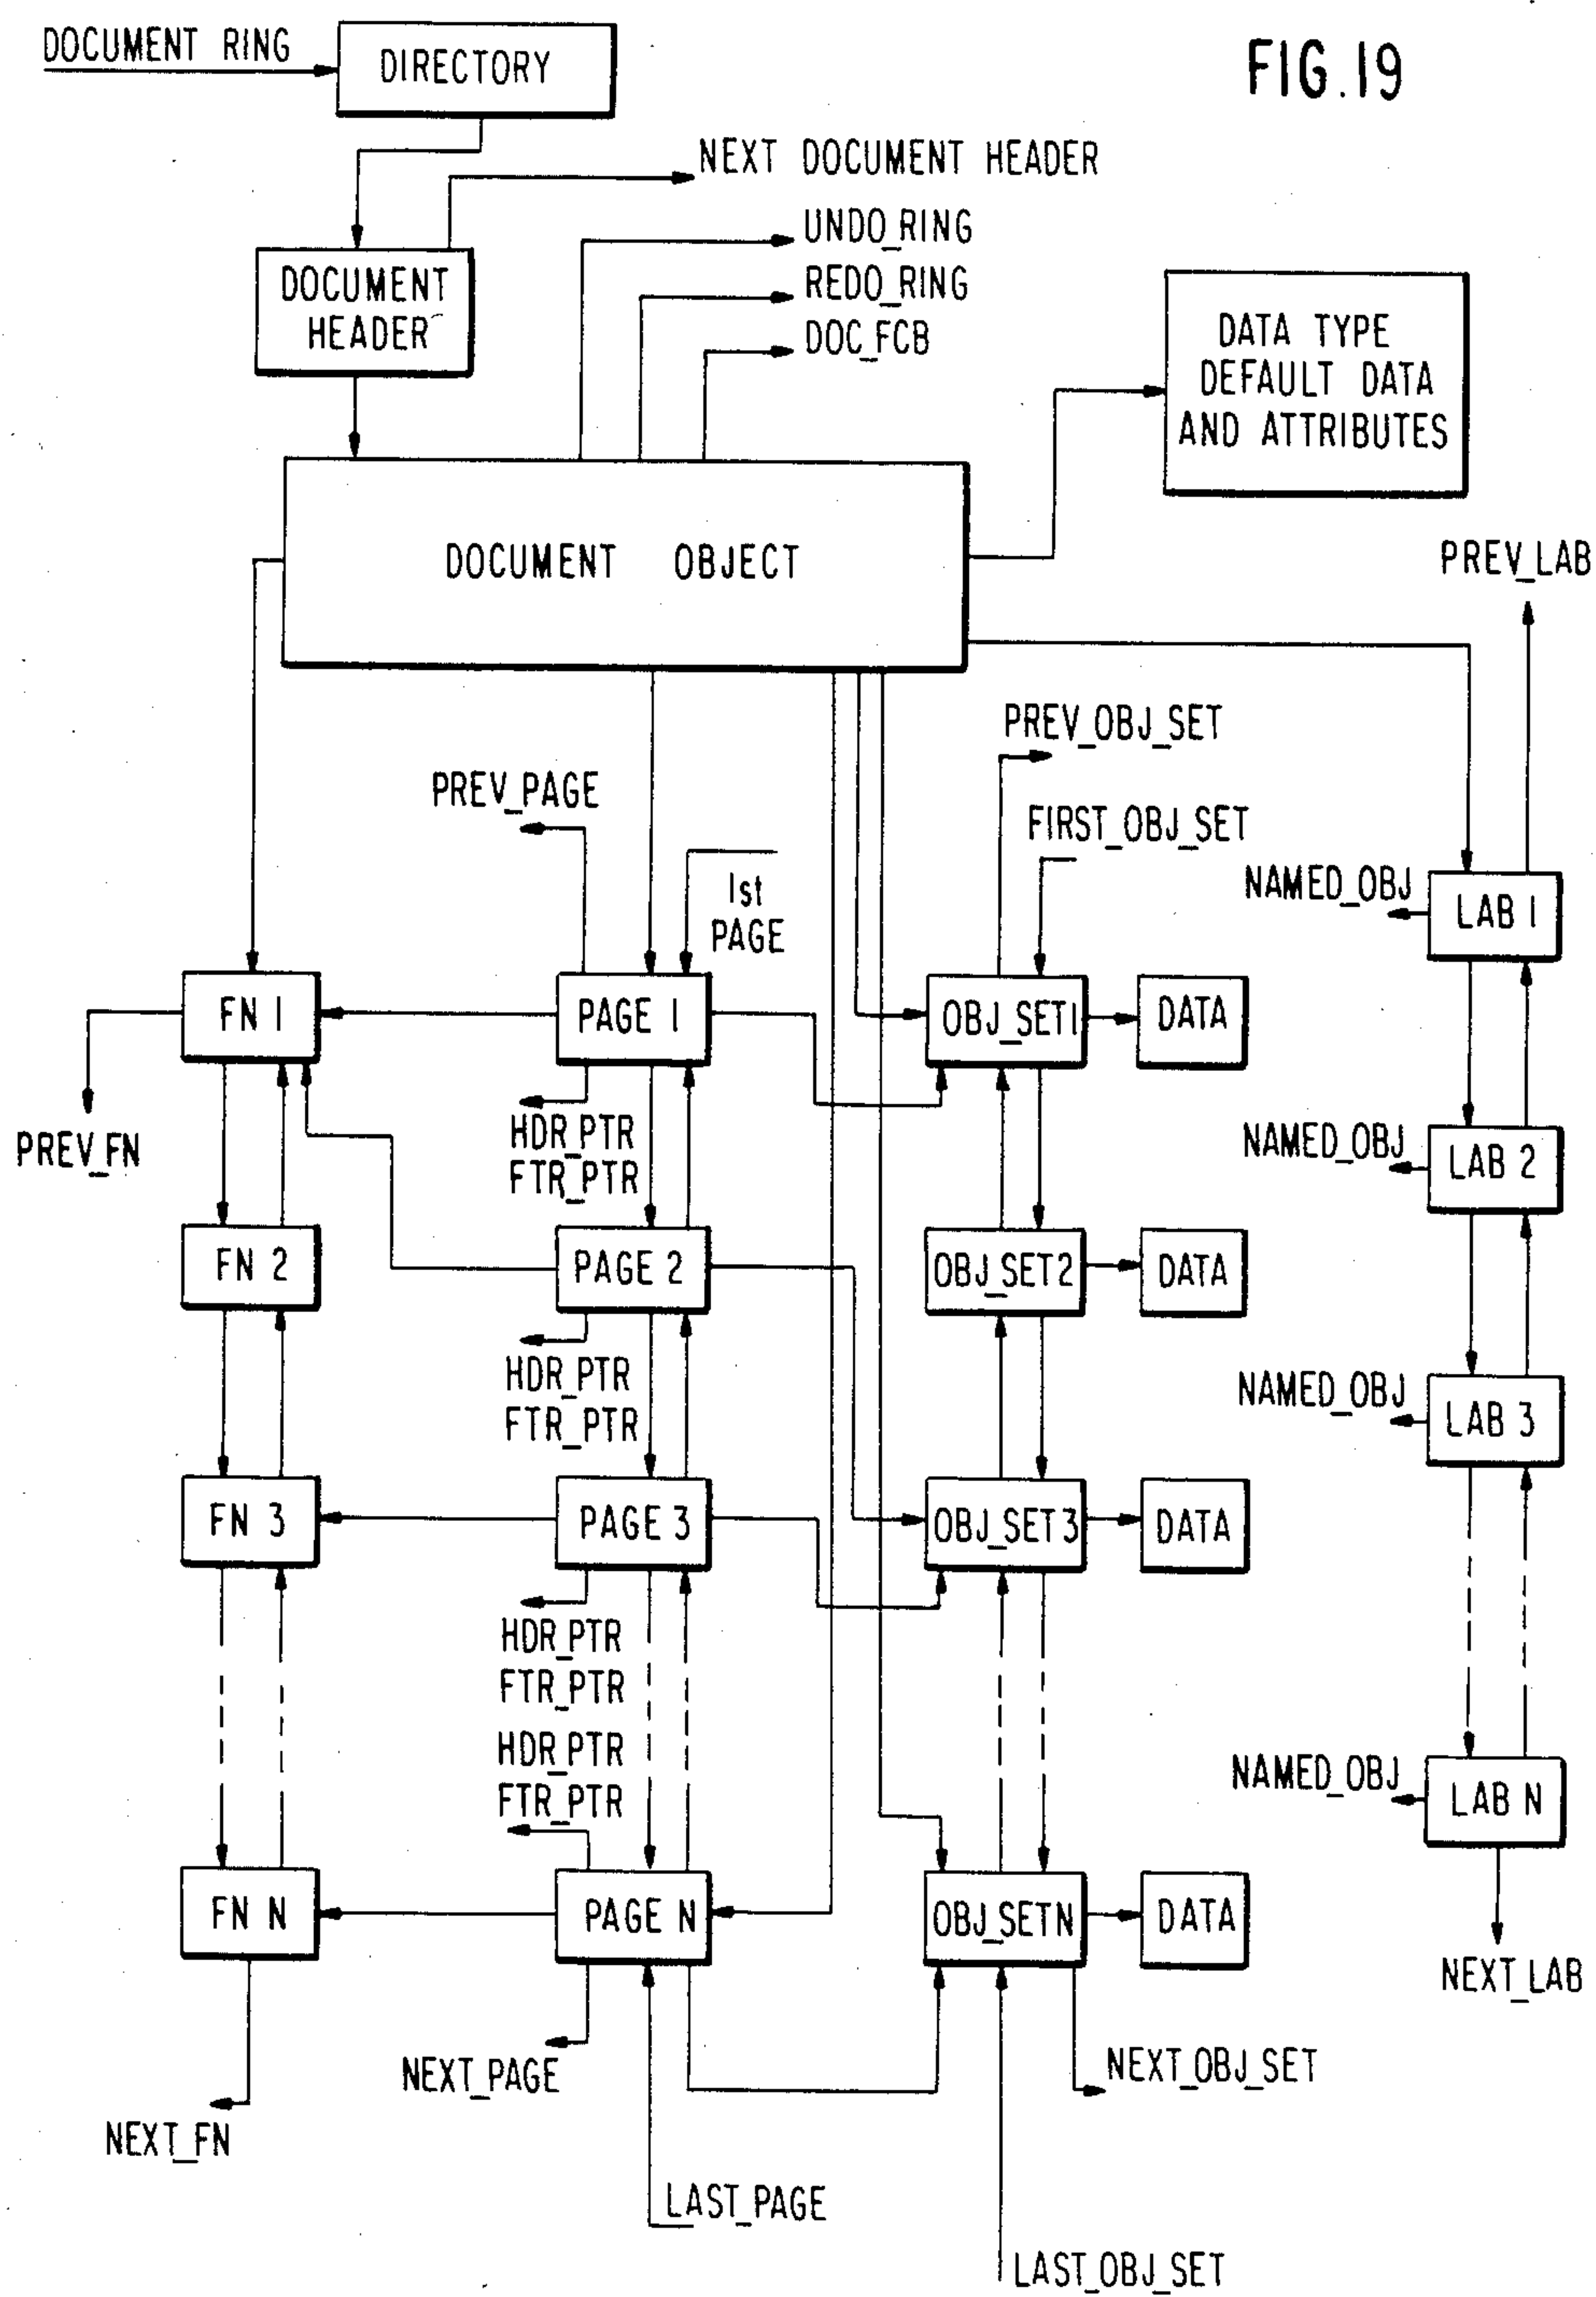 DOCUMENT RING
DIRECTORY
FIG.19
NEXT DOCUMENT HEADER
UNDO_RING
DOCUMENT
HEADER
REDO_RING
DOC_FCB
DATA TYPE
DEFAULT DATA
AND ATTRIBUTES
DOCUMENT OBJECT
PREV_LAB
PREV_OBJ_SET
PREV_PAGE
FIRST_OBJ_SET
1st
PAGE
NAMED_OBJ
LAB 1
FN 1
PAGE 1
OBJ_SET1
DATA
PREV_FN
HDR_PTR
FTR_PTR
NAMED_OBJ
LAB 2
FN 2
PAGE 2
OBJ_SET2
DATA
HDR_PTR
FTR_PTR
NAMED_OBJ
LAB 3
FN 3
PAGE 3
OBJ_SET3
DATA
HDR_PTR
FTR_PTR
HDR_PTR
FTR_PTR
NAMED_OBJ
LAB N
FN N
PAGE N
OBJ_SETN
DATA
NEXT_LAB
NEXT_PAGE
NEXT_OBJ_SET
NEXT_FN
LAST_PAGE
LAST_OBJ_SET